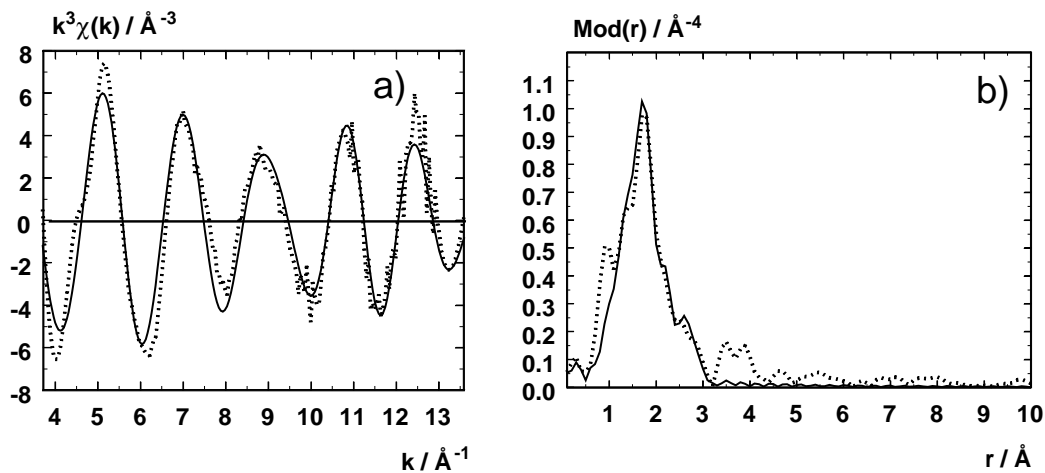 k³χ(k) / Å⁻³
8
6
4
2
0
-2
-4
-6
-8
a)
4 5 6 7 8 9 10 11 12 13
k / Å⁻¹
Mod(r) / Å⁻⁴
1.1
1.0
0.9
0.8
0.7
0.6
0.5
0.4
0.3
0.2
0.1
0.0
b)
1 2 3 4 5 6 7 8 9 10
r / Å